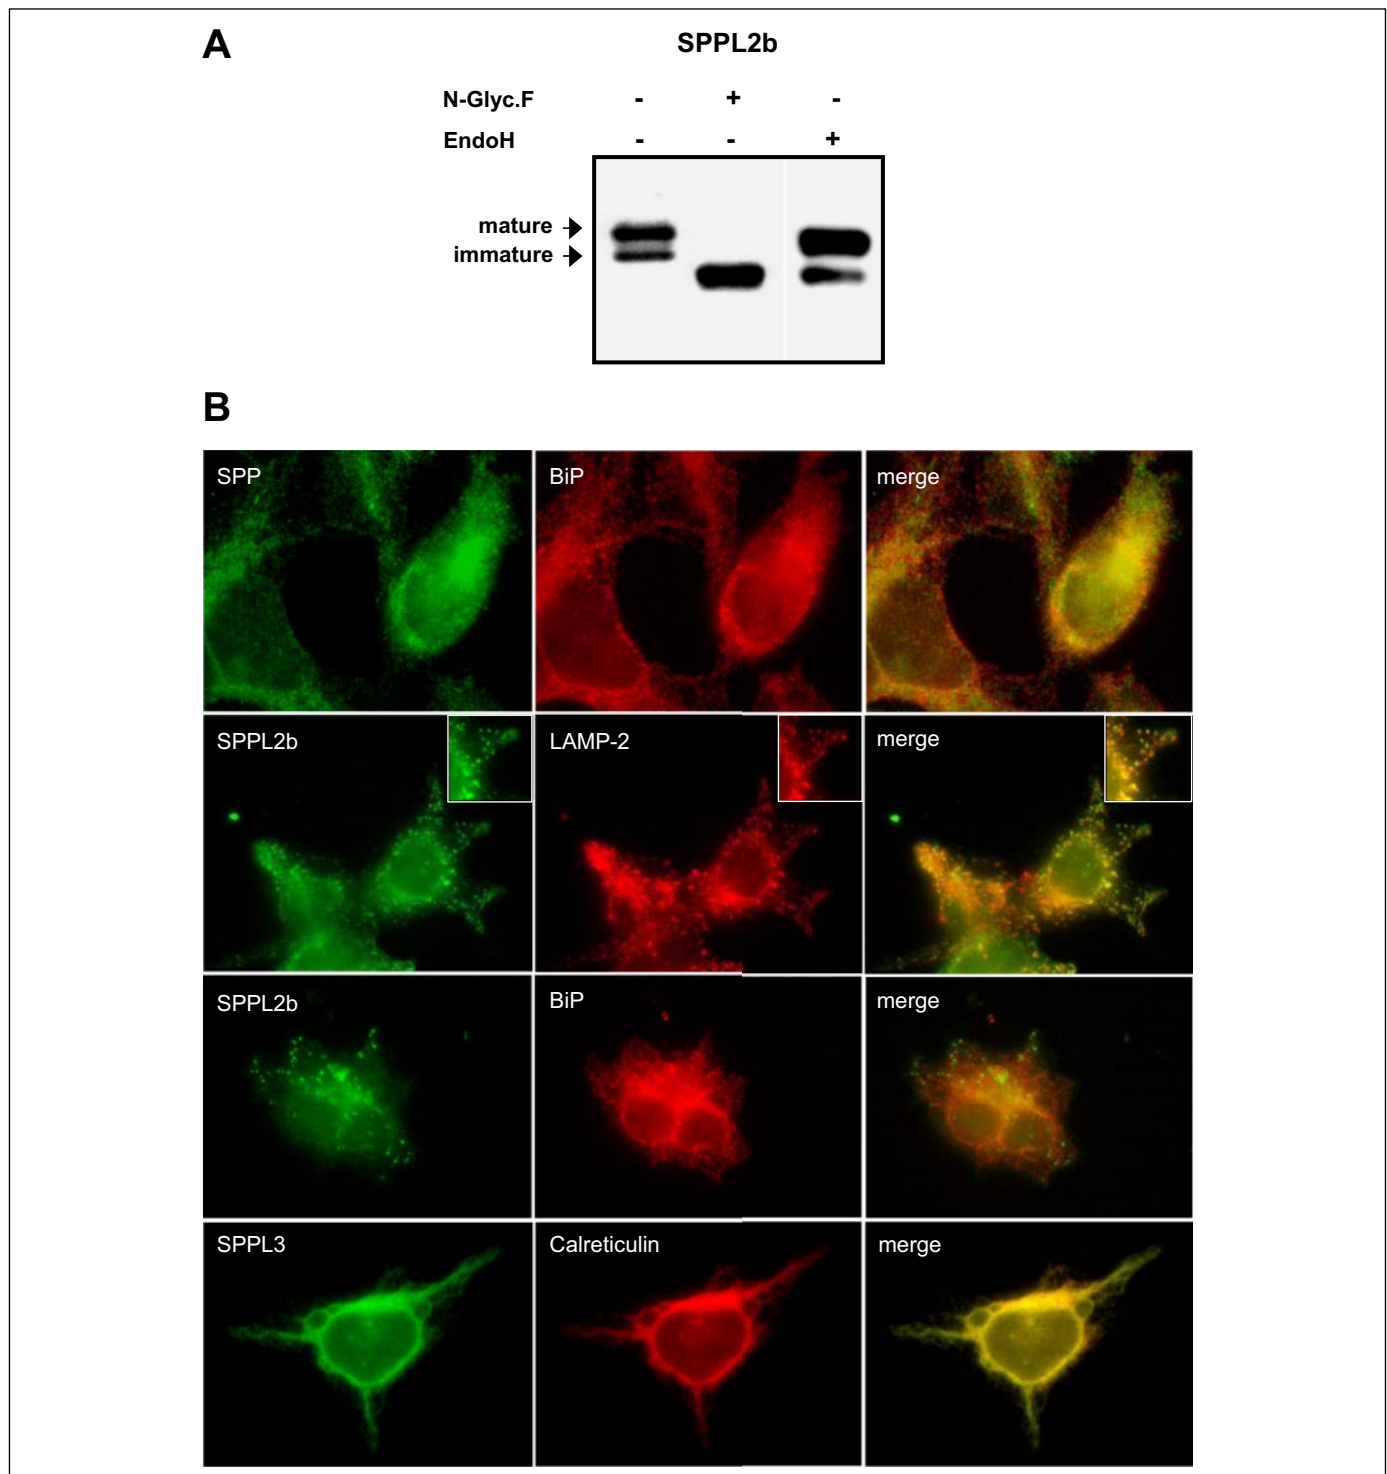 A
SPPL2b
N-Glyc.F - + -
EndoH - - +
mature
immature
B
SPP BiP merge
SPPL2b LAMP-2 merge
SPPL2b BiP merge
SPPL3 Calreticulin merge